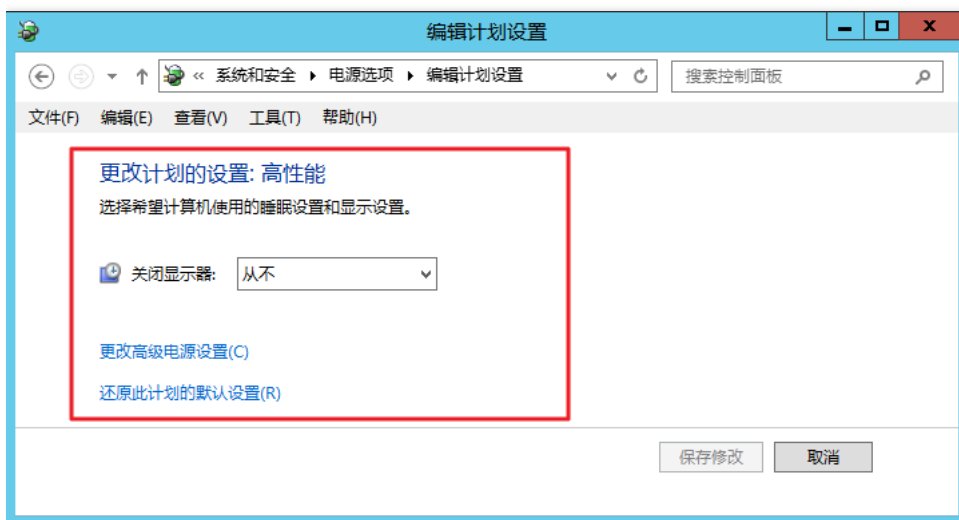 编辑计划设置
« 系统和安全 ▸ 电源选项 ▸ 编辑计划设置 搜索控制面板
文件(F) 编辑(E) 查看(V) 工具(T) 帮助(H)
更改计划的设置: 高性能
选择希望计算机使用的睡眠设置和显示设置。
关闭显示器: 从不
更改高级电源设置(C)
还原此计划的默认设置(R)
保存修改 取消